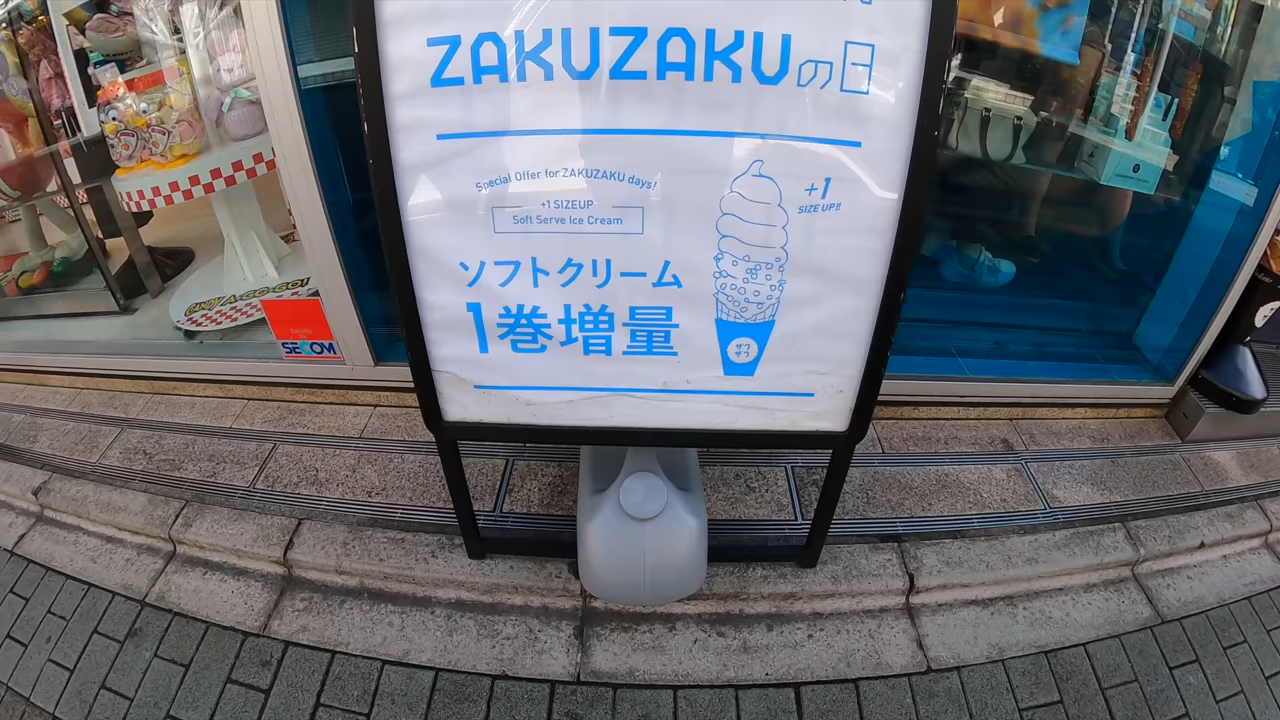 ZAKUZAKUの日
Special Offer for ZAKUZAKU days!
+1 SIZEUP
Soft Serve Ice Cream
+1
SIZE UP!!
ソフトクリーム
1巻増量
ザク
ザク
CANDY A-GO-GO!
Security by
SECOM